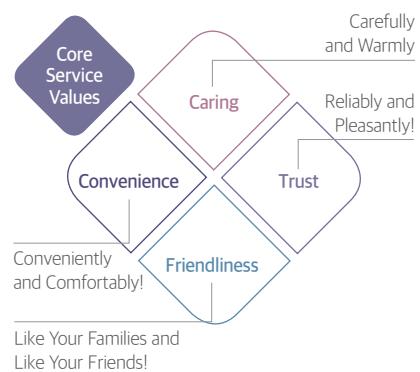 Core
Service
Values
Carefully
and Warmly
Caring
Reliably and
Pleasantly!
Convenience
Trust
Conveniently
and Comfortably!
Friendliness
Like Your Families and
Like Your Friends!